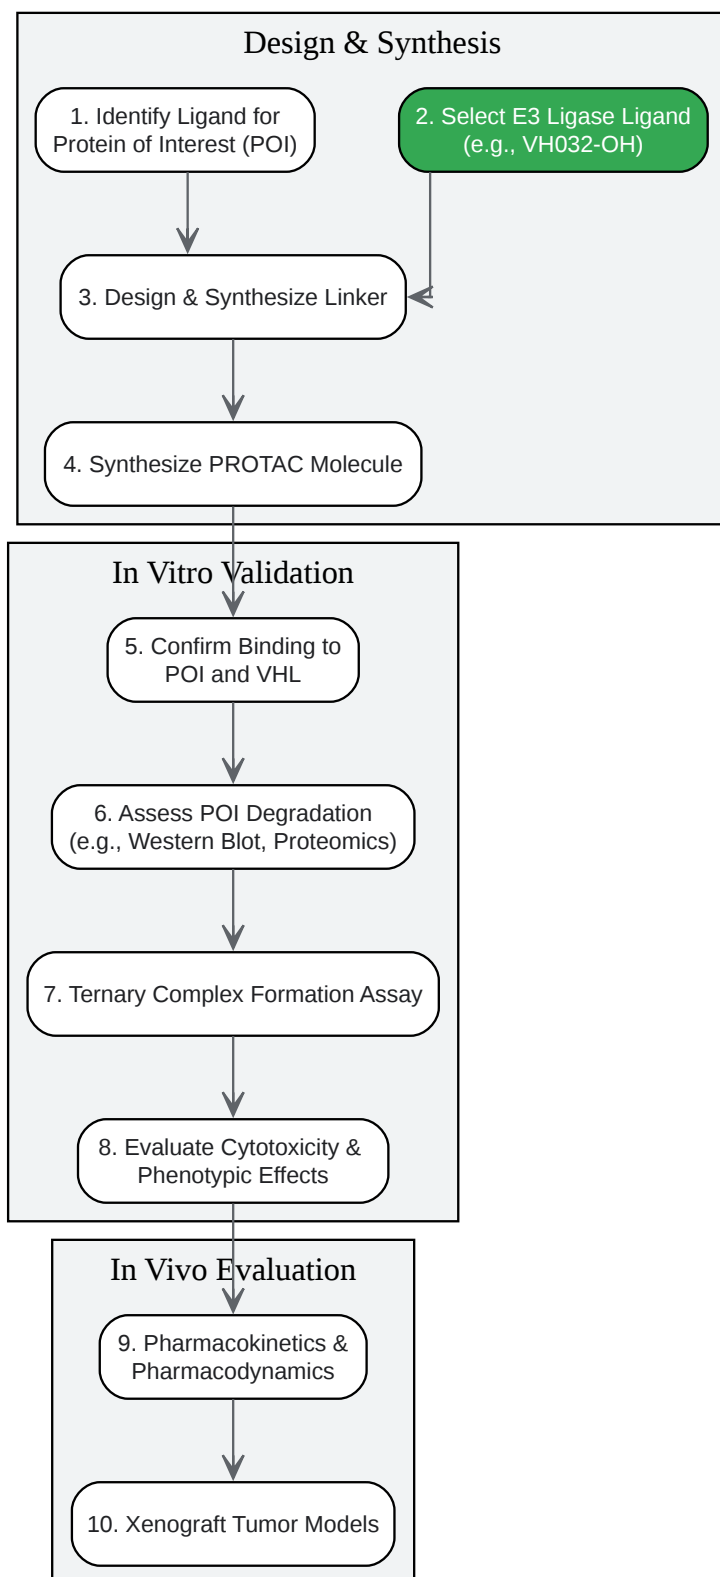 Design & Synthesis
1. Identify Ligand for
Protein of Interest (POI)
2. Select E3 Ligase Ligand
(e.g., VH032-OH)
3. Design & Synthesize Linker
4. Synthesize PROTAC Molecule
In Vitro Validation
5. Confirm Binding to
POI and VHL
6. Assess POI Degradation
(e.g., Western Blot, Proteomics)
7. Ternary Complex Formation Assay
8. Evaluate Cytotoxicity &
Phenotypic Effects
In Vivo Evaluation
9. Pharmacokinetics &
Pharmacodynamics
10. Xenograft Tumor Models